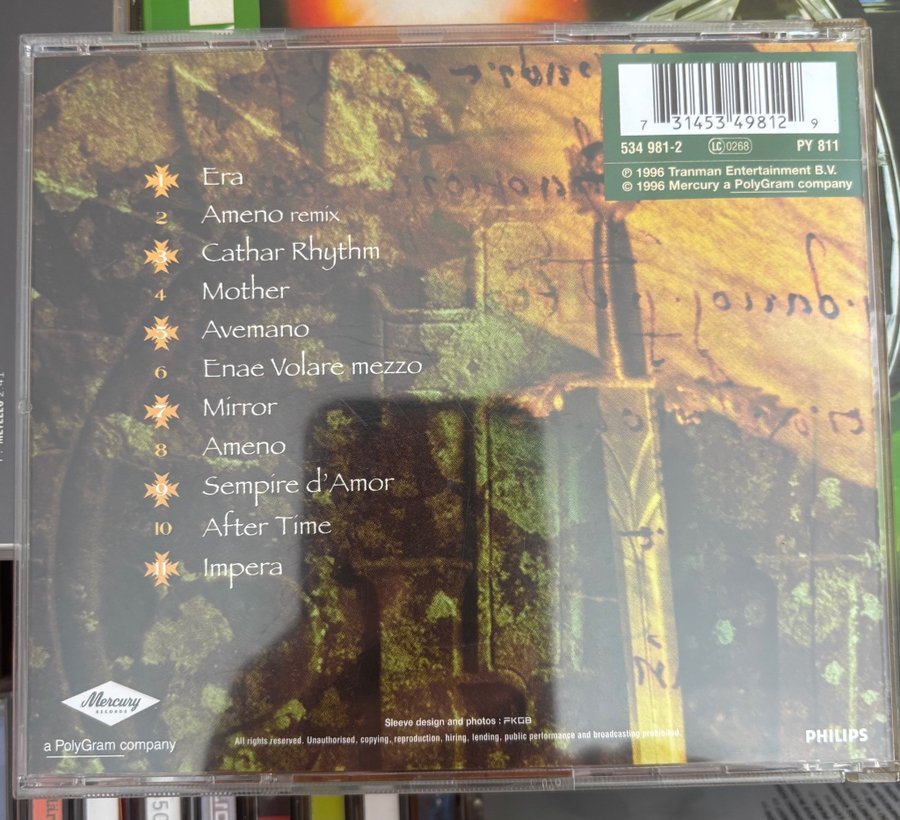 7 31453 49812 9
534 981-2 LC 0268 PY 811
℗ 1996 Tranman Entertainment B.V.
© 1996 Mercury a PolyGram company
1 Era
2 Ameno remix
3 Cathar Rhythm
4 Mother
5 Avemano
6 Enae Volare mezzo
7 Mirror
8 Ameno
9 Sempire d'Amor
10 After Time
11 Impera
Mercury
RECORDS
a PolyGram company
Sleeve design and photos : FKGB
All rights reserved. Unauthorised, copying, reproduction, hiring, lending, public performance and broadcasting prohibited.
PHILIPS